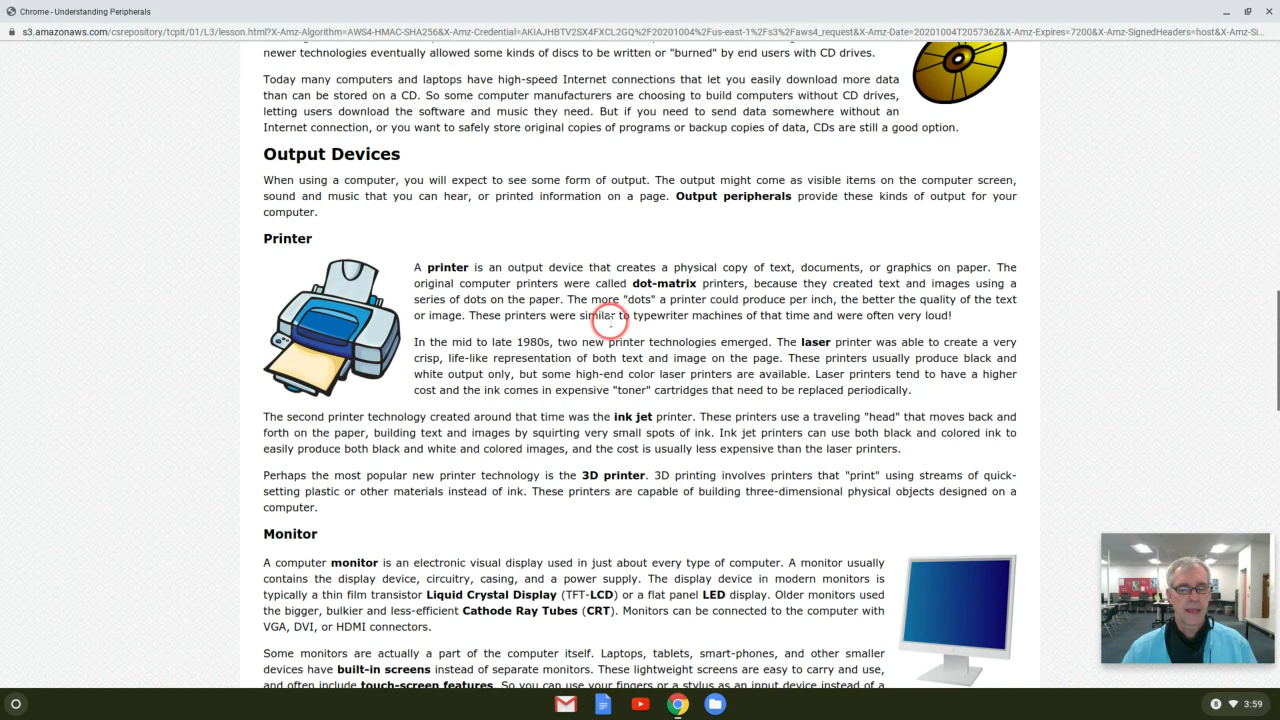 Chrome - Understanding Peripherals
s3.amazonaws.com/csrepository/tcpit/01/L3/lesson.html?X-Amz-Algorithm=AWS4-HMAC-SHA256&X-Amz-Credential=AKIAJHBTV2SX4FXCL2GQ%2F20201004%2Fus-east-1%2Fs3%2Faws4_request&X-Amz-Date=20201004T205736Z&X-Amz-Expires=7200&X-Amz-SignedHeaders=host&X-Amz-Si...
newer technologies eventually allowed some kinds of discs to be written or "burned" by end users with CD drives.
Today many computers and laptops have high-speed Internet connections that let you easily download more data
than can be stored on a CD. So some computer manufacturers are choosing to build computers without CD drives,
letting users download the software and music they need. But if you need to send data somewhere without an
Internet connection, or you want to safely store original copies of programs or backup copies of data, CDs are still a good option.
Output Devices
When using a computer, you will expect to see some form of output. The output might come as visible items on the computer screen,
sound and music that you can hear, or printed information on a page. Output peripherals provide these kinds of output for your
computer.
Printer
A printer is an output device that creates a physical copy of text, documents, or graphics on paper. The
original computer printers were called dot-matrix printers, because they created text and images using a
series of dots on the paper. The more "dots" a printer could produce per inch, the better the quality of the text
or image. These printers were similar to typewriter machines of that time and were often very loud!
In the mid to late 1980s, two new printer technologies emerged. The laser printer was able to create a very
crisp, life-like representation of both text and image on the page. These printers usually produce black and
white output only, but some high-end color laser printers are available. Laser printers tend to have a higher
cost and the ink comes in expensive "toner" cartridges that need to be replaced periodically.
The second printer technology created around that time was the ink jet printer. These printers use a traveling "head" that moves back and
forth on the paper, building text and images by squirting very small spots of ink. Ink jet printers can use both black and colored ink to
easily produce both black and white and colored images, and the cost is usually less expensive than the laser printers.
Perhaps the most popular new printer technology is the 3D printer. 3D printing involves printers that "print" using streams of quick-
setting plastic or other materials instead of ink. These printers are capable of building three-dimensional physical objects designed on a
computer.
Monitor
A computer monitor is an electronic visual display used in just about every type of computer. A monitor usually
contains the display device, circuitry, casing, and a power supply. The display device in modern monitors is
typically a thin film transistor Liquid Crystal Display (TFT-LCD) or a flat panel LED display. Older monitors used
the bigger, bulkier and less-efficient Cathode Ray Tubes (CRT). Monitors can be connected to the computer with
VGA, DVI, or HDMI connectors.
Some monitors are actually a part of the computer itself. Laptops, tablets, smart-phones, and other smaller
devices have built-in screens instead of separate monitors. These lightweight screens are easy to carry and use,
and often include touch-screen features. So you can use your fingers or a stylus as an input device instead of a
3:59